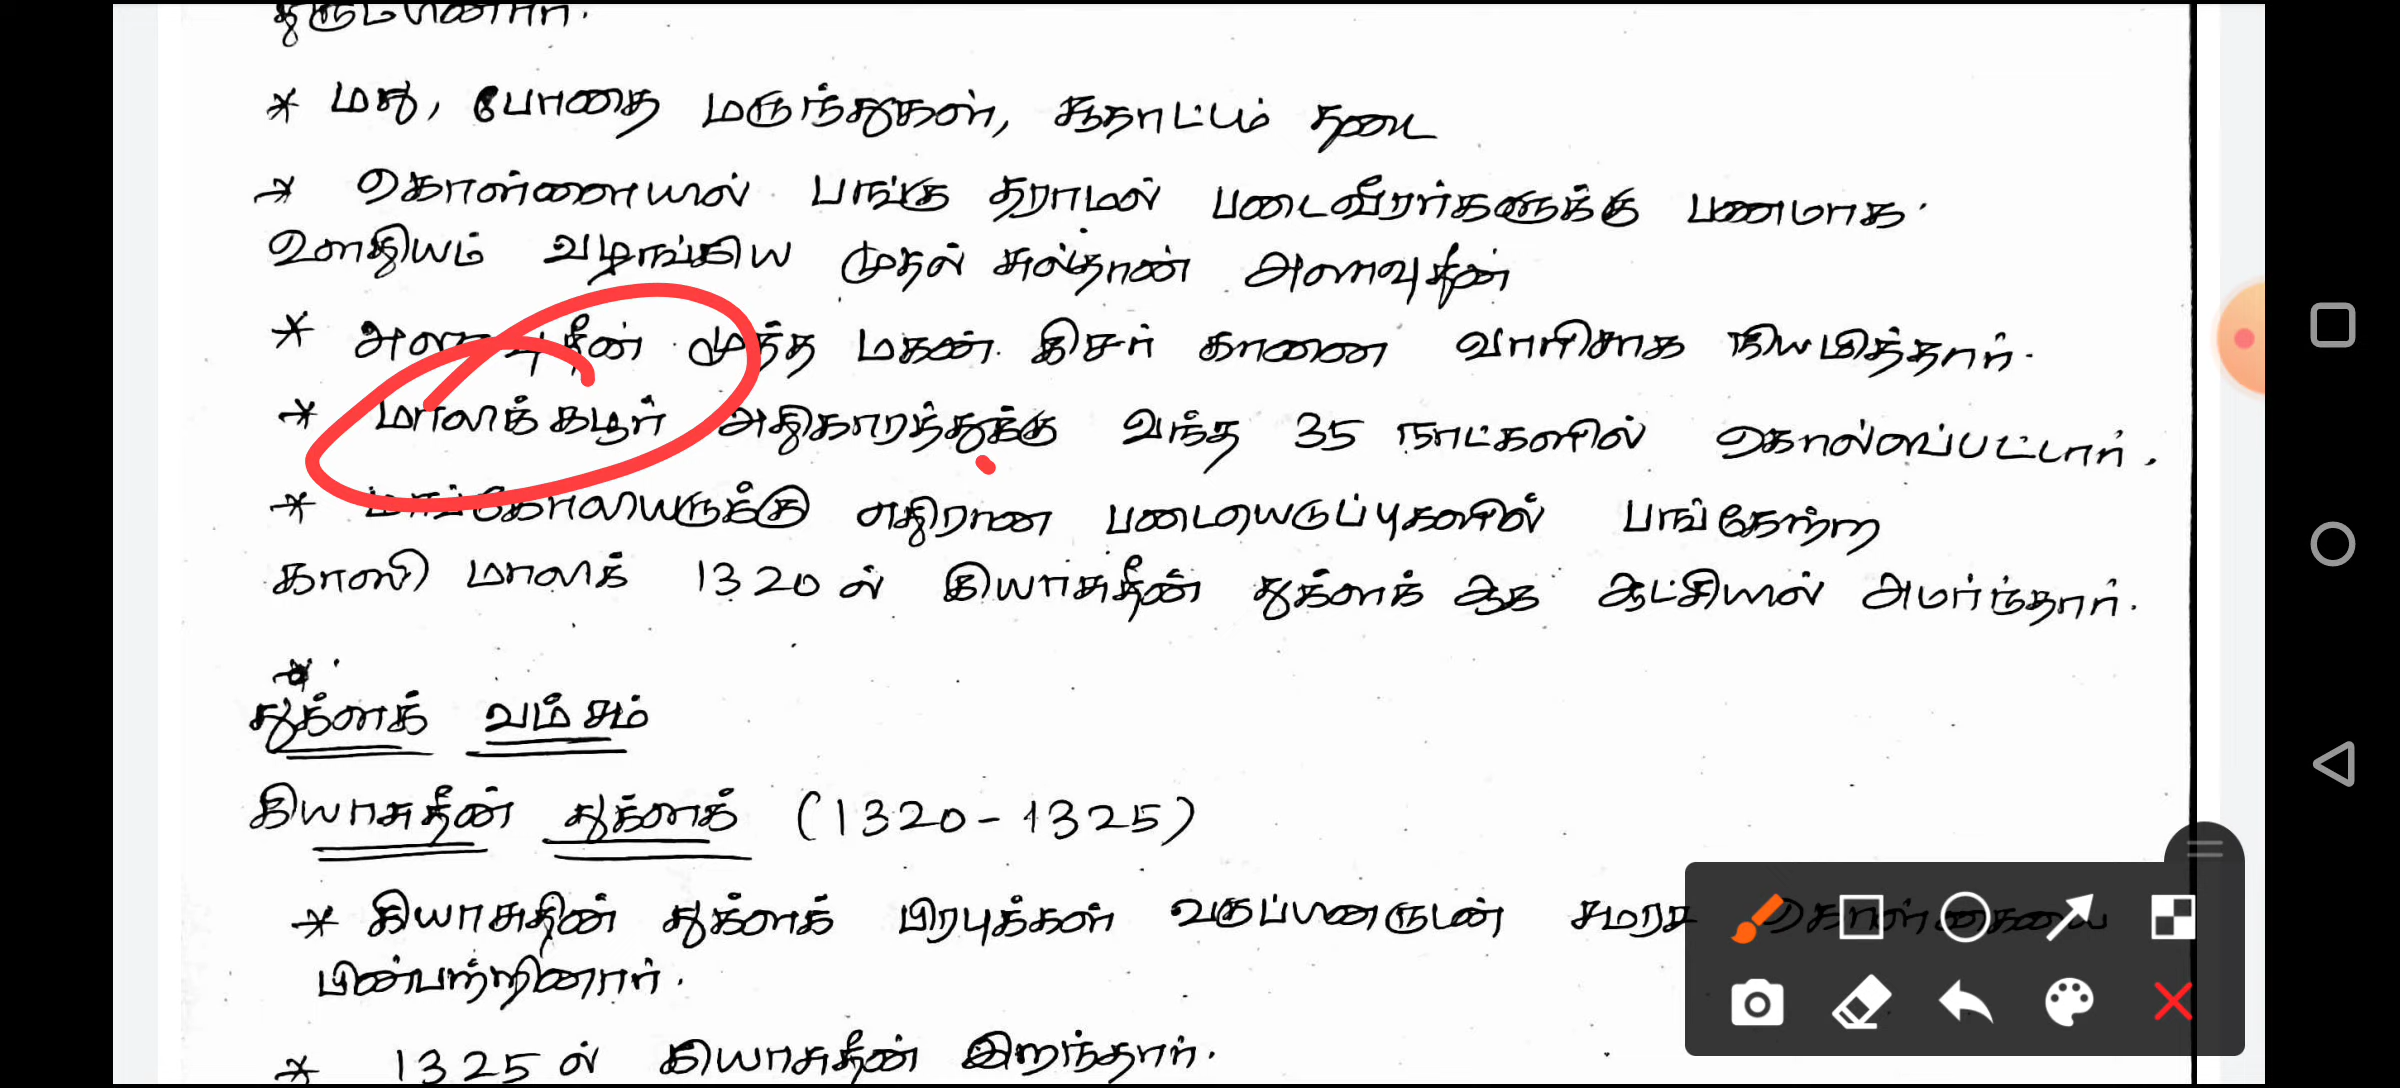 * மது, போதை மருந்துகள், சூதாட்டம் தடை
* கொள்ளையில் பங்கு தராமல் படைவீரர்களுக்கு பணமாக
ஊதியம் வழங்கிய முதல் சுல்தான் அலாவுதீன்
* அலாவுதீன் மூத்த மகன் கிசர் கானை வாரிசாக நியமித்தார்.
* மாலிக்கபூர் அதிகாரத்துக்கு வந்த 35 நாட்களில் கொல்லப்பட்டார்.
* மங்கோலியருக்கு எதிரான படையெடுப்புகளில் பங்கேற்ற
காஸி மாலிக் 1320 ல் கியாசுதீன் துக்ளக் ஆக ஆட்சியில் அமர்ந்தார்.
*
துக்ளக் வம்சம்
கியாசுதீன் துக்ளக் (1320-1325)
* கியாசுதின் துக்ளக் பிரபுக்கள் வகுப்பினருடன் சமரச கொள்கையை
பின்பற்றினார்.
* 1325 ல் கியாசுதீன் இறந்தார்.